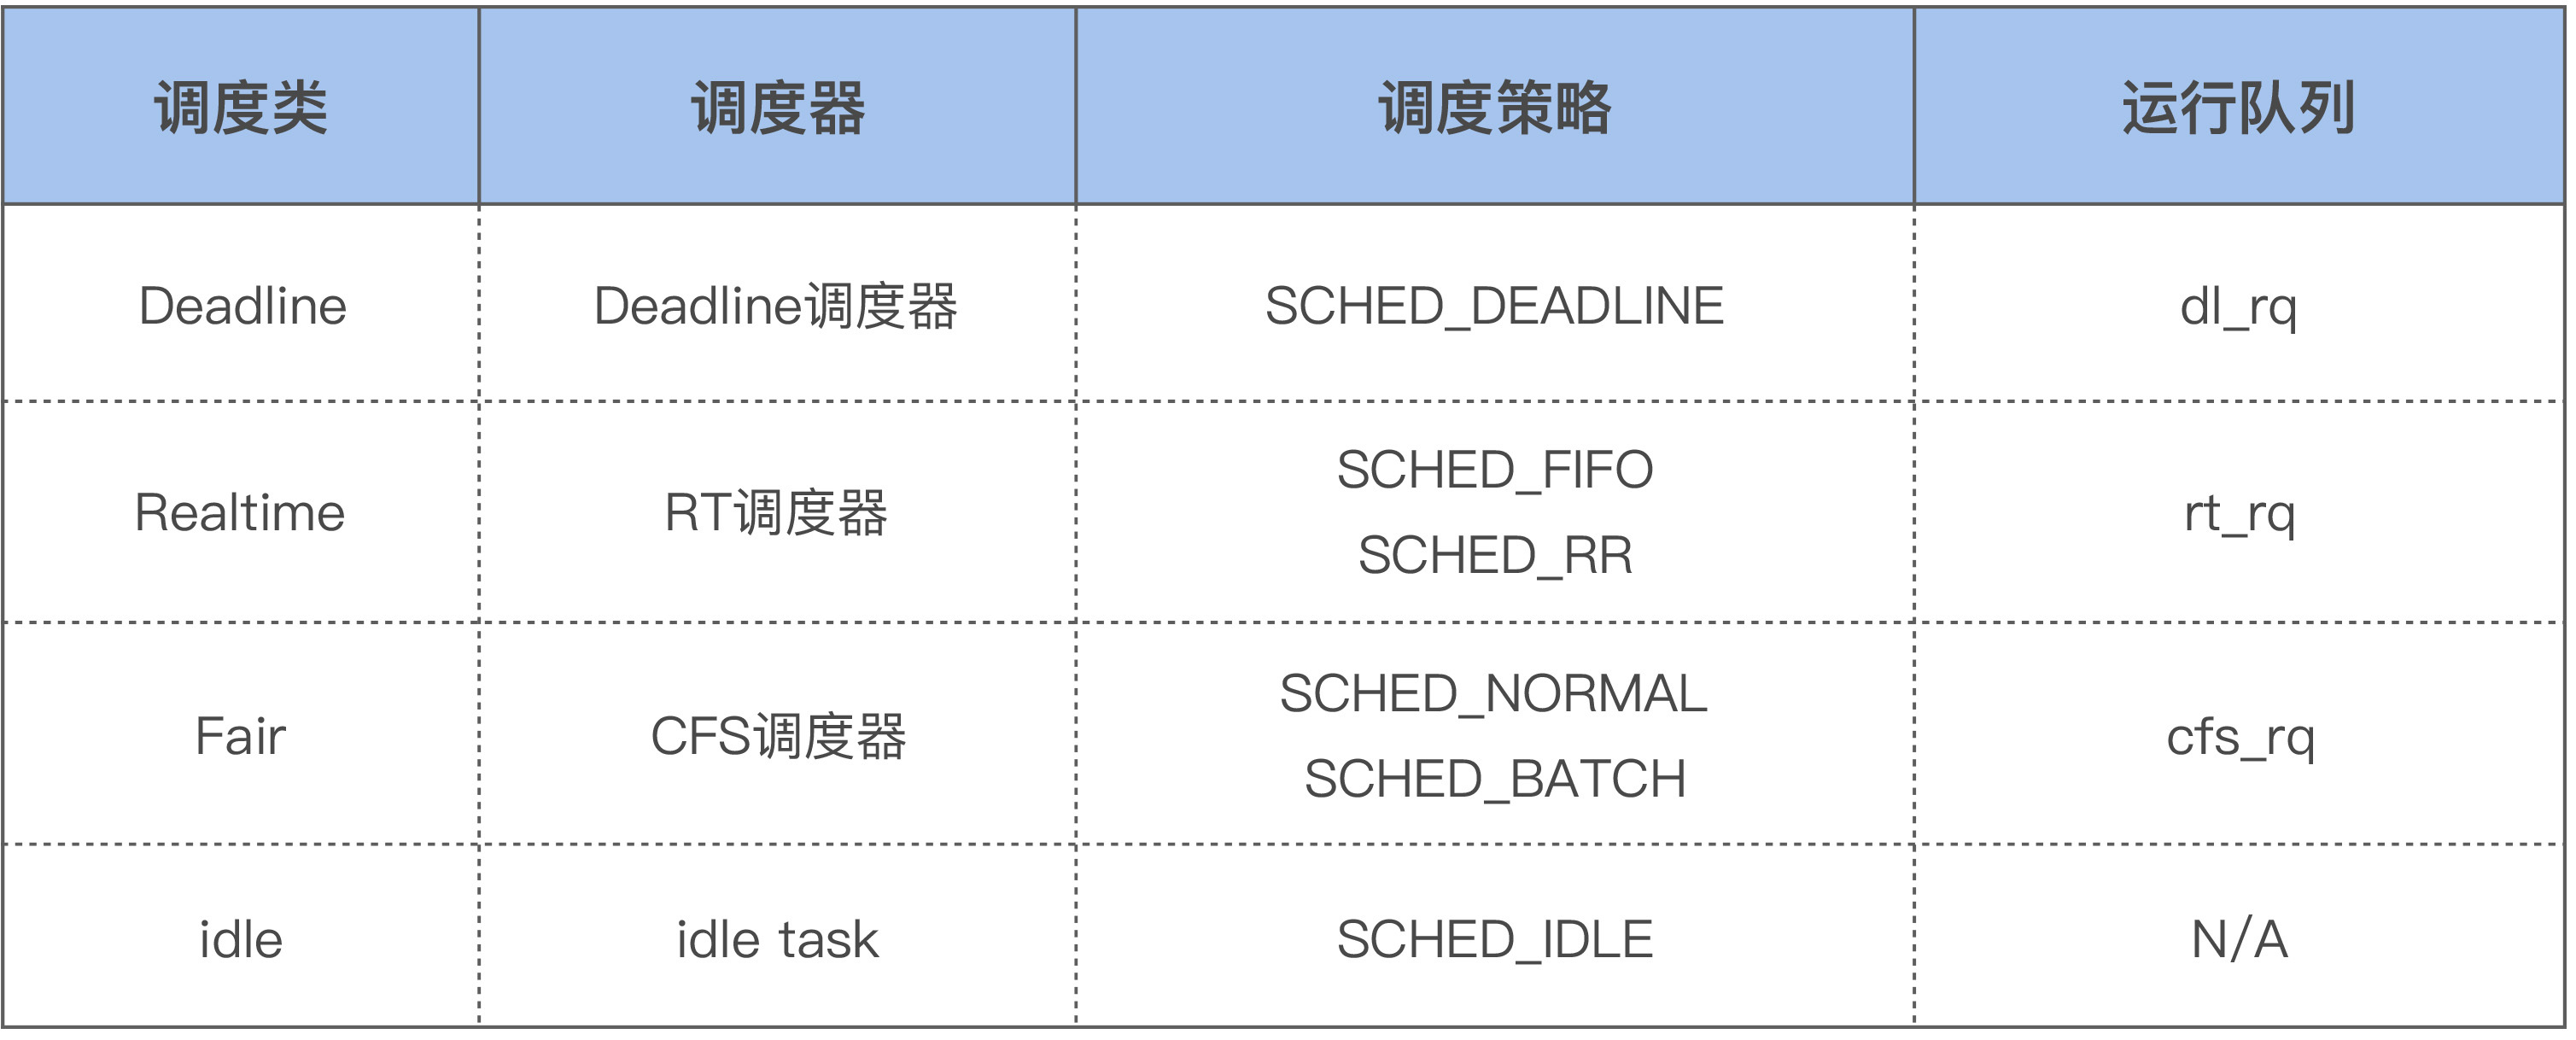 调度类 调度器 调度策略 运行队列
Deadline Deadline调度器 SCHED_DEADLINE dl_rq
Realtime RT调度器 SCHED_FIFO
SCHED_RR rt_rq
Fair CFS调度器 SCHED_NORMAL
SCHED_BATCH cfs_rq
idle idle task SCHED_IDLE N/A